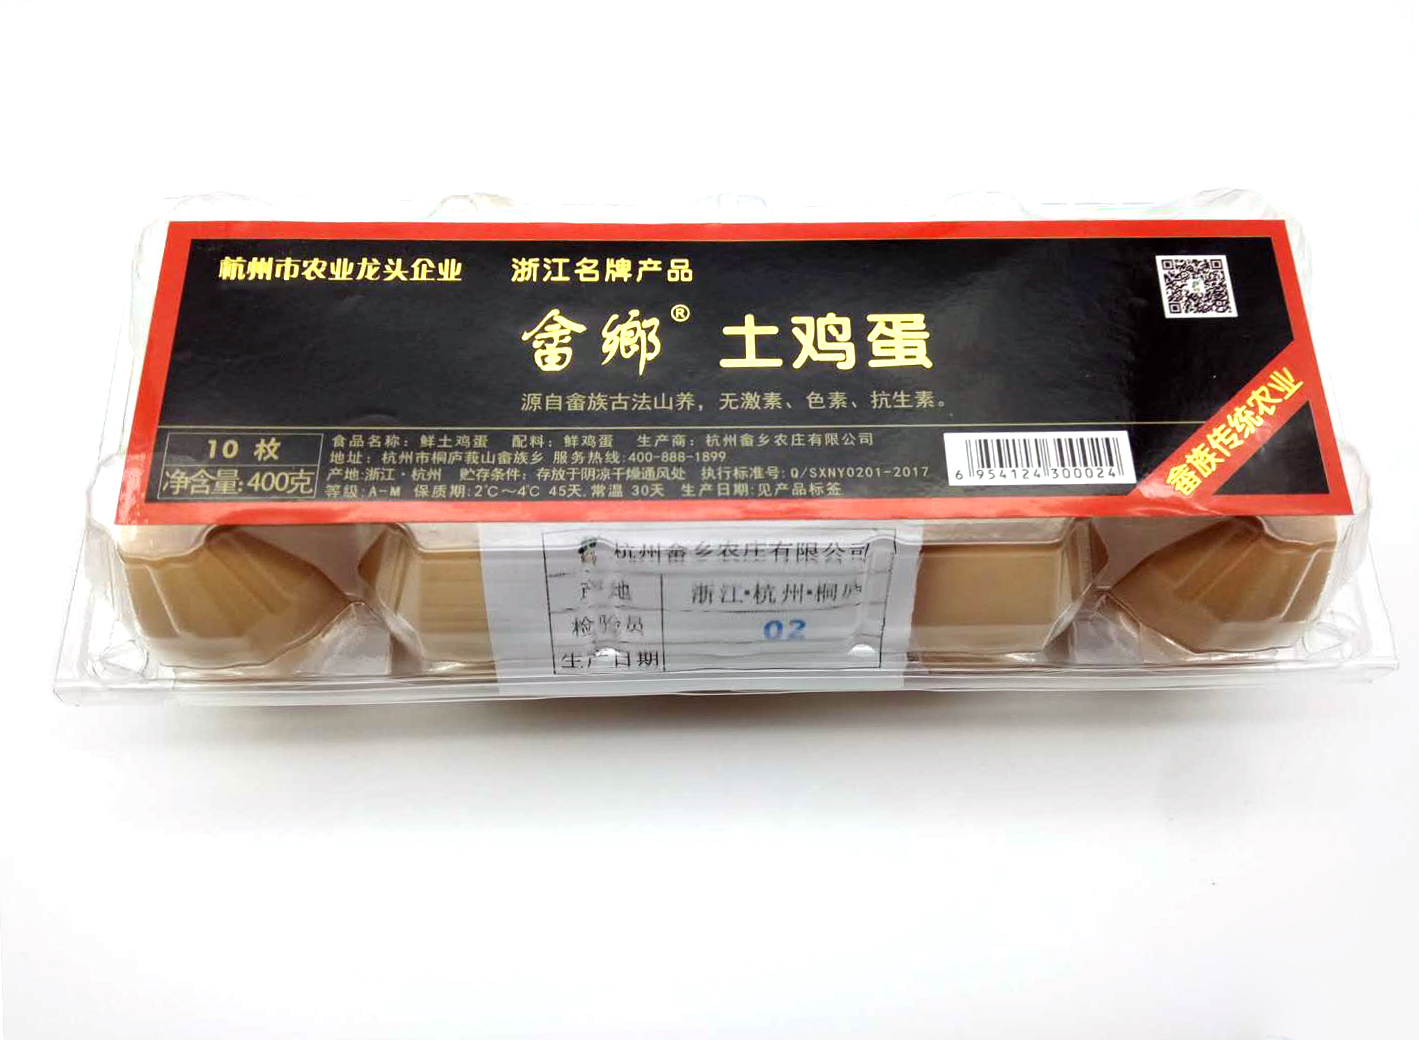 杭州市农业龙头企业 浙江名牌产品
畲鄉® 土鸡蛋
源自畲族古法山养，无激素、色素、抗生素。
畲族传统农业
10 枚
净含量:400克
食品名称：鲜土鸡蛋 配料：鲜鸡蛋 生产商：杭州畲乡农庄有限公司
地址：杭州市桐庐莪山畲族乡 服务热线:400-888-1899
产地:浙江·杭州 贮存条件：存放于阴凉干燥通风处 执行标准号:Q/SXNY0201-2017
等级:A-M 保质期:2℃～4℃ 45天.常温 30天 生产日期:见产品标签
6 954124 300024
杭州畲乡农庄有限公司
产地 浙江·杭州·桐庐
检验员 02
生产日期